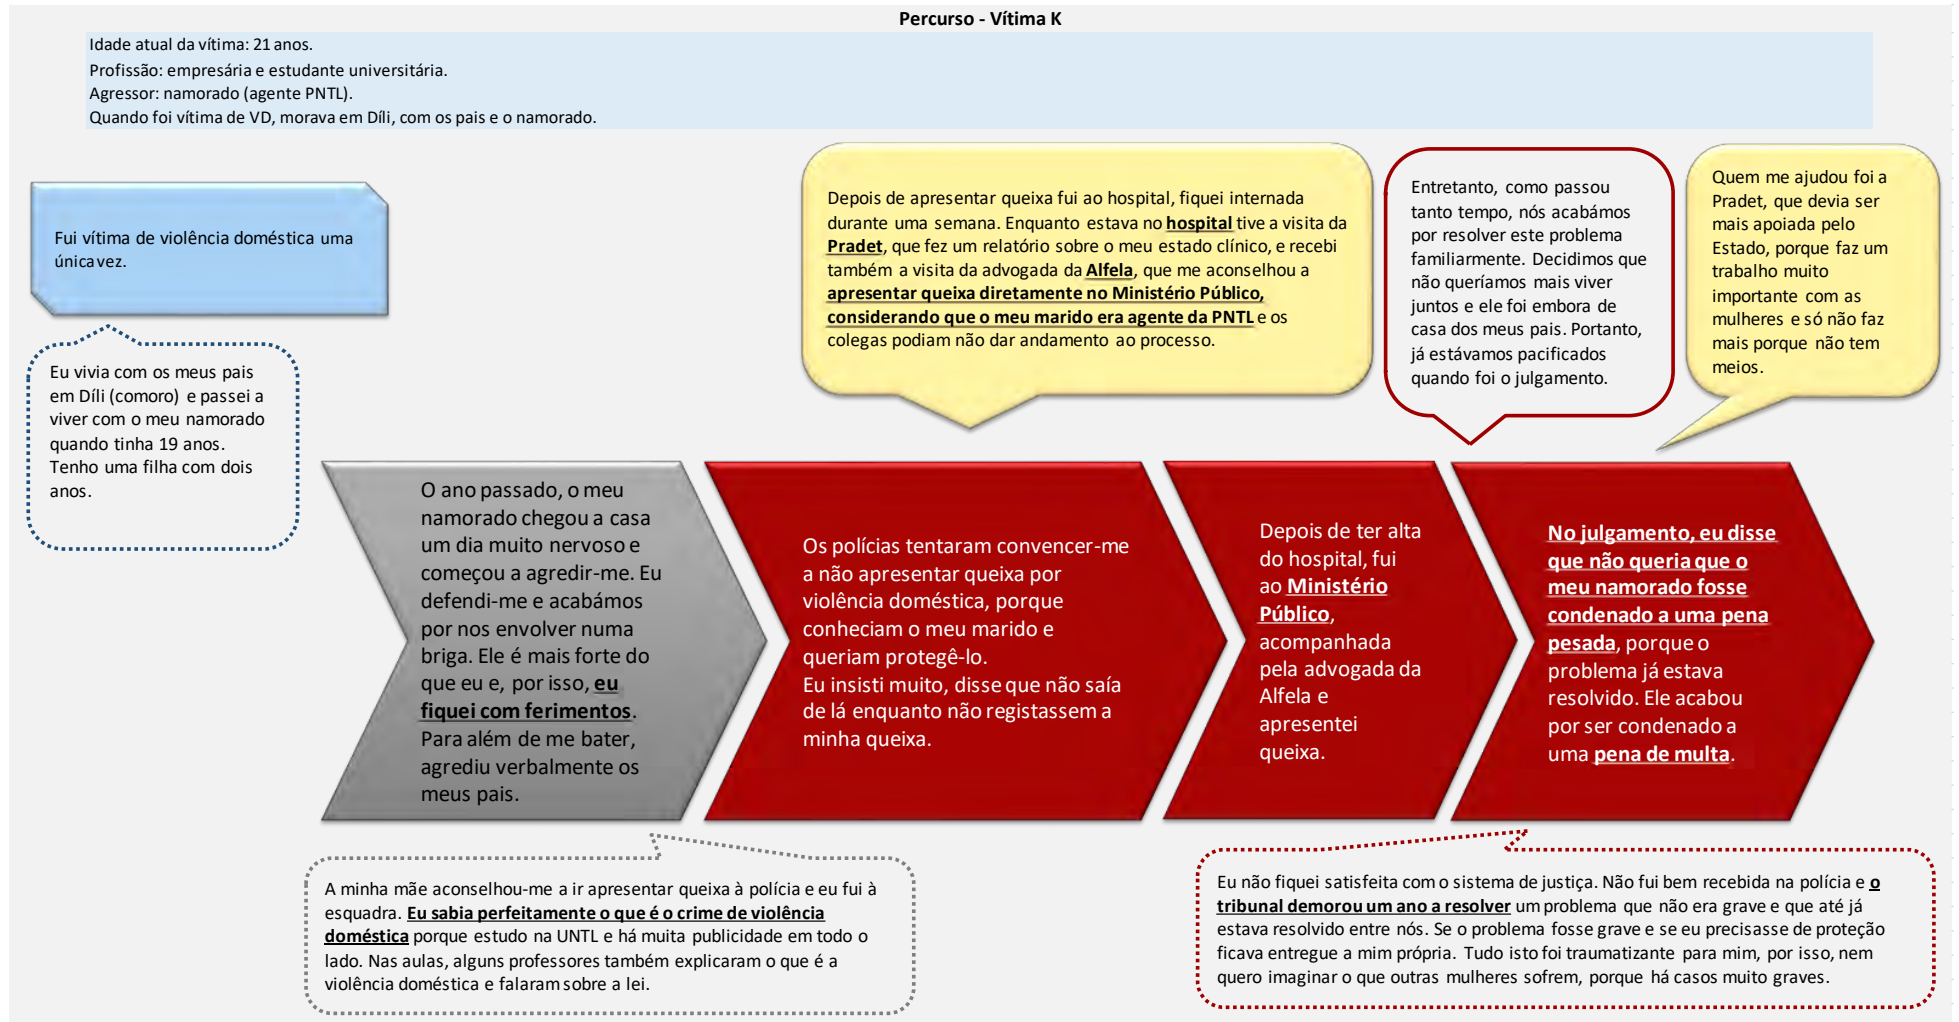 Percurso - Vítima K
Idade atual da vítima: 21 anos.
Profissão: empresária e estudante universitária.
Agressor: namorado (agente PNTL).
Quando foi vítima de VD, morava em Díli, com os pais e o namorado.
Fui vítima de violência doméstica uma
única vez.
Eu vivia com os meus pais
em Díli (comoro) e passei a
viver com o meu namorado
quando tinha 19 anos.
Tenho uma filha com dois
anos.
O ano passado, o meu
namorado chegou a casa
um dia muito nervoso e
começou a agredir-me. Eu
defendi-me e acabámos
por nos envolver numa
briga. Ele é mais forte do
que eu e, por isso, eu
fiquei com ferimentos.
Para além de me bater,
agrediu verbalmente os
meus pais.
A minha mãe aconselhou-me a ir apresentar queixa à polícia e eu fui à
esquadra. Eu sabia perfeitamente o que é o crime de violência
doméstica porque estudo na UNTL e há muita publicidade em todo o
lado. Nas aulas, alguns professores também explicaram o que é a
violência doméstica e falaram sobre a lei.
Os polícias tentaram convencer-me
a não apresentar queixa por
violência doméstica, porque
conheciam o meu marido e
queriam protegê-lo.
Eu insisti muito, disse que não saía
de lá enquanto não registassem a
minha queixa.
Depois de apresentar queixa fui ao hospital, fiquei internada
durante uma semana. Enquanto estava no hospital tive a visita da
Pradet, que fez um relatório sobre o meu estado clínico, e recebi
também a visita da advogada da Alfela, que me aconselhou a
apresentar queixa diretamente no Ministério Público,
considerando que o meu marido era agente da PNTL e os
colegas podiam não dar andamento ao processo.
Depois de ter alta
do hospital, fui
ao Ministério
Público,
acompanhada
pela advogada da
Alfela e
apresentei
queixa.
Entretanto, como passou
tanto tempo, nós acabámos
por resolver este problema
familiarmente. Decidimos que
não queríamos mais viver
juntos e ele foi embora de
casa dos meus pais. Portanto,
já estávamos pacificados
quando foi o julgamento.
No julgamento, eu disse
que não queria que o
meu namorado fosse
condenado a uma pena
pesada, porque o
problema já estava
resolvido. Ele acabou
por ser condenado a
uma pena de multa.
Quem me ajudou foi a
Pradet, que devia ser
mais apoiada pelo
Estado, porque faz um
trabalho muito
importante com as
mulheres e só não faz
mais porque não tem
meios.
Eu não fiquei satisfeita com o sistema de justiça. Não fui bem recebida na polícia e o
tribunal demorou um ano a resolver um problema que não era grave e que até já
estava resolvido entre nós. Se o problema fosse grave e se eu precisasse de proteção
ficava entregue a mim própria. Tudo isto foi traumatizante para mim, por isso, nem
quero imaginar o que outras mulheres sofrem, porque há casos muito graves.